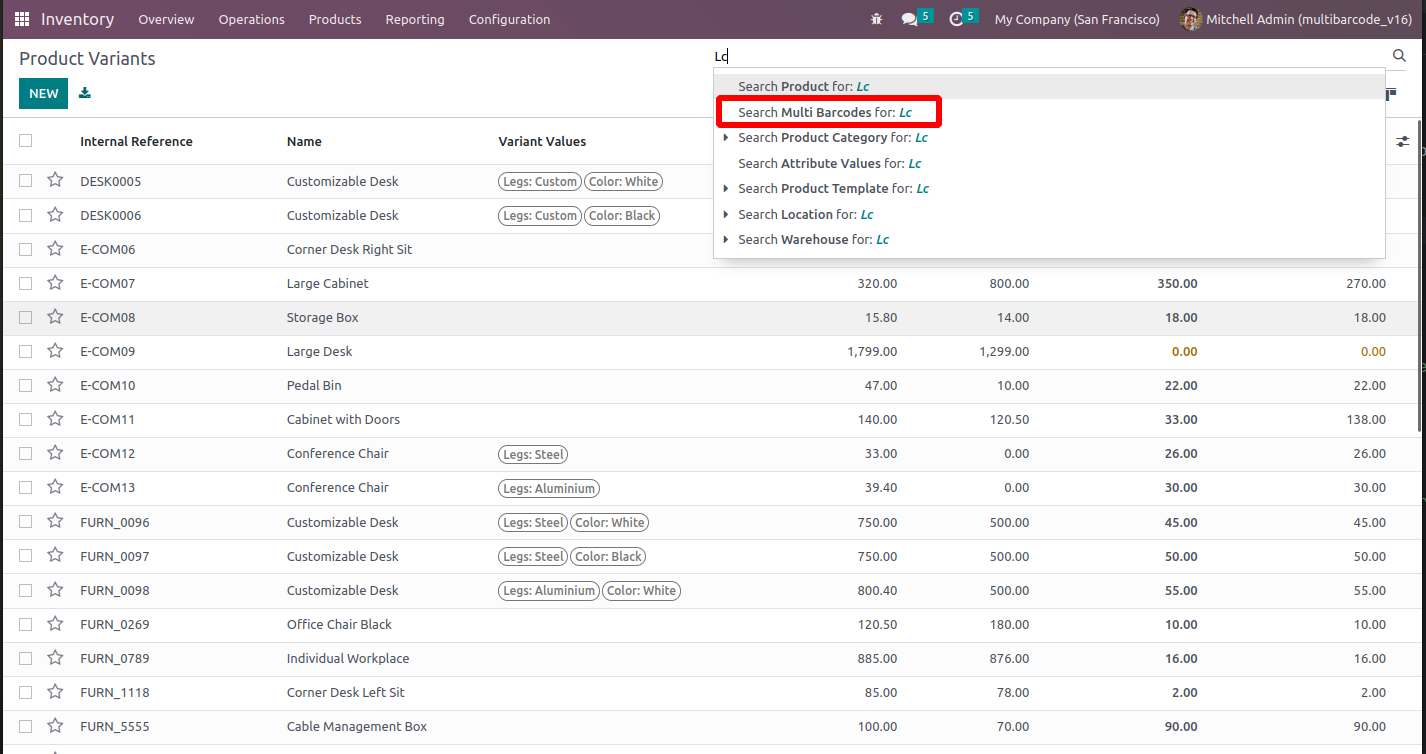 Inventory Overview Operations Products Reporting Configuration 5 5 My Company (San Francisco) Mitchell Admin (multibarcode_v16)
Product Variants Lc
NEW
Search Product for: Lc
Search Multi Barcodes for: Lc
Search Product Category for: Lc
Search Attribute Values for: Lc
Search Product Template for: Lc
Search Location for: Lc
Search Warehouse for: Lc
Internal Reference Name Variant Values
DESK0005 Customizable Desk Legs: Custom Color: White
DESK0006 Customizable Desk Legs: Custom Color: Black
E-COM06 Corner Desk Right Sit
E-COM07 Large Cabinet 320.00 800.00 350.00 270.00
E-COM08 Storage Box 15.80 14.00 18.00 18.00
E-COM09 Large Desk 1,799.00 1,299.00 0.00 0.00
E-COM10 Pedal Bin 47.00 10.00 22.00 22.00
E-COM11 Cabinet with Doors 140.00 120.50 33.00 138.00
E-COM12 Conference Chair Legs: Steel 33.00 0.00 26.00 26.00
E-COM13 Conference Chair Legs: Aluminium 39.40 0.00 30.00 30.00
FURN_0096 Customizable Desk Legs: Steel Color: White 750.00 500.00 45.00 45.00
FURN_0097 Customizable Desk Legs: Steel Color: Black 750.00 500.00 50.00 50.00
FURN_0098 Customizable Desk Legs: Aluminium Color: White 800.40 500.00 55.00 55.00
FURN_0269 Office Chair Black 120.50 180.00 10.00 10.00
FURN_0789 Individual Workplace 885.00 876.00 16.00 16.00
FURN_1118 Corner Desk Left Sit 85.00 78.00 2.00 2.00
FURN_5555 Cable Management Box 100.00 70.00 90.00 90.00